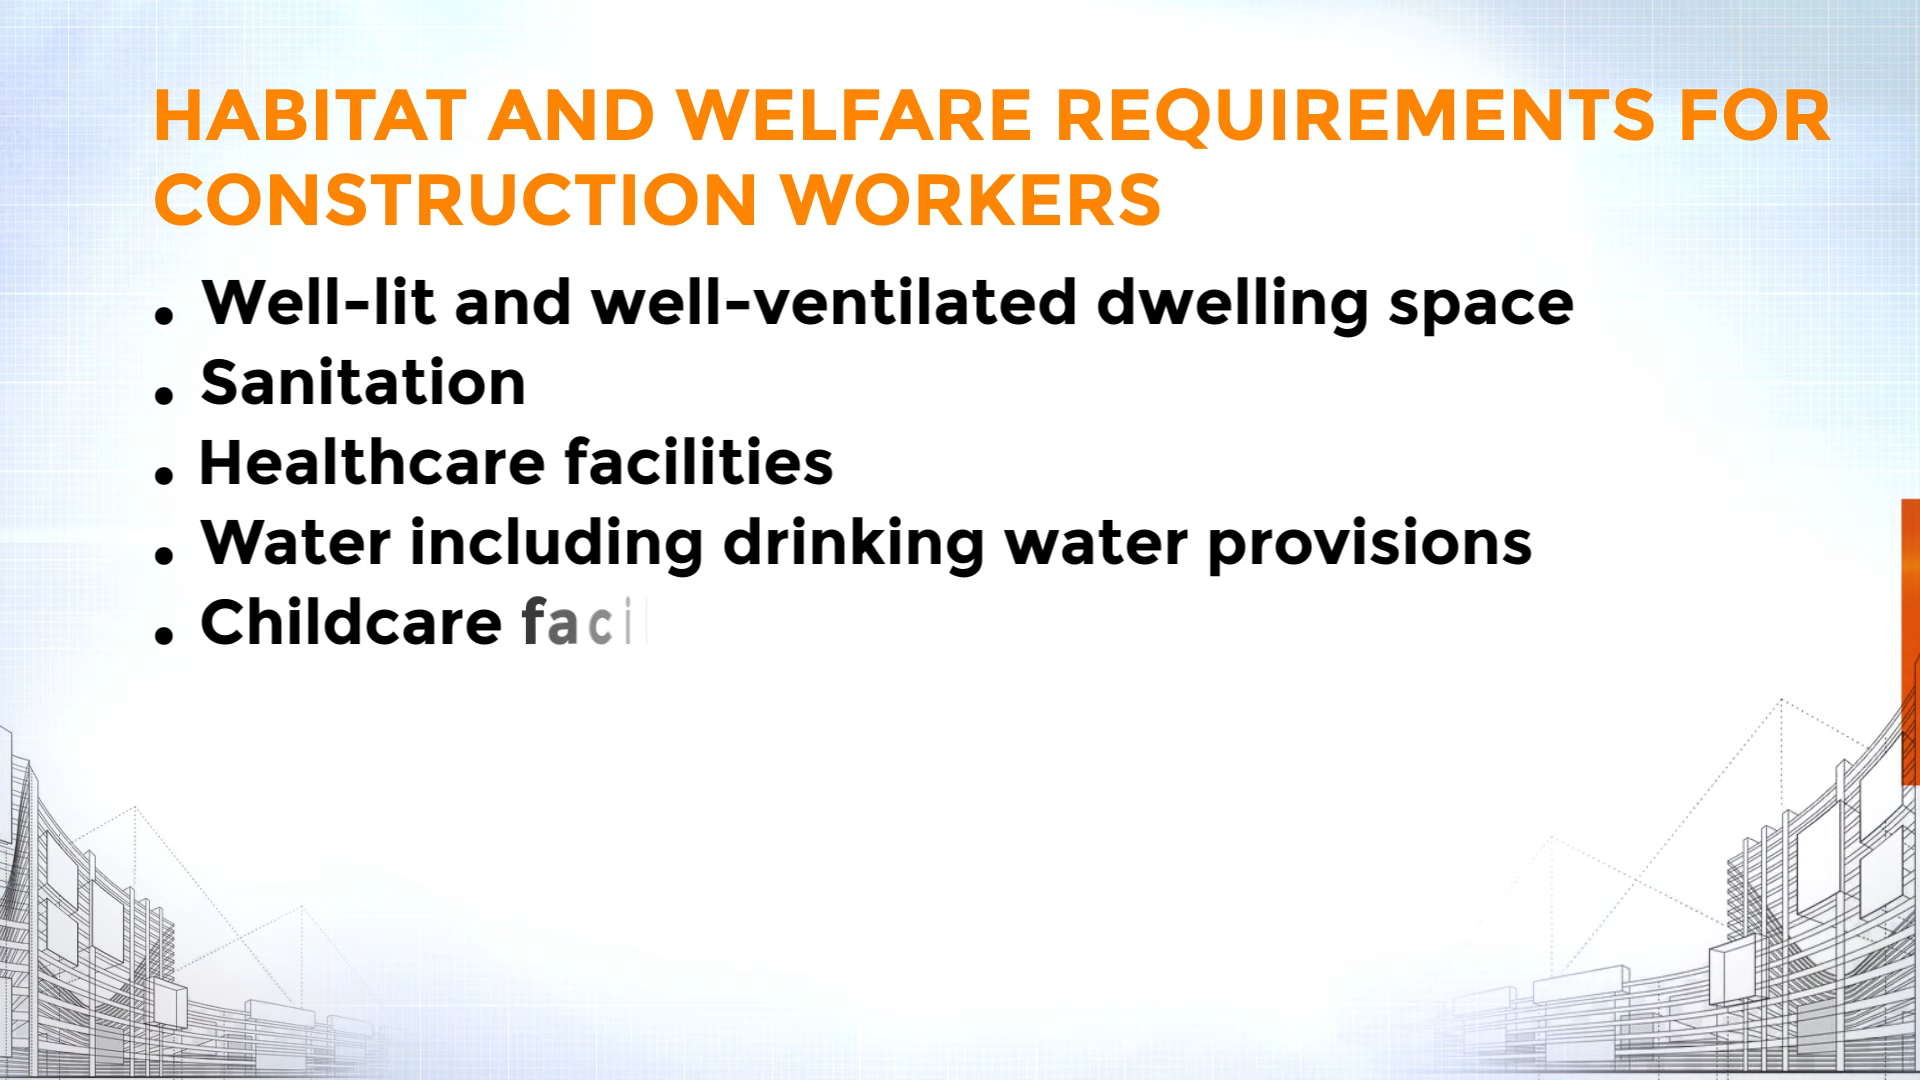 HABITAT AND WELFARE REQUIREMENTS FOR
CONSTRUCTION WORKERS
• Well-lit and well-ventilated dwelling space
• Sanitation
• Healthcare facilities
• Water including drinking water provisions
• Childcare facil